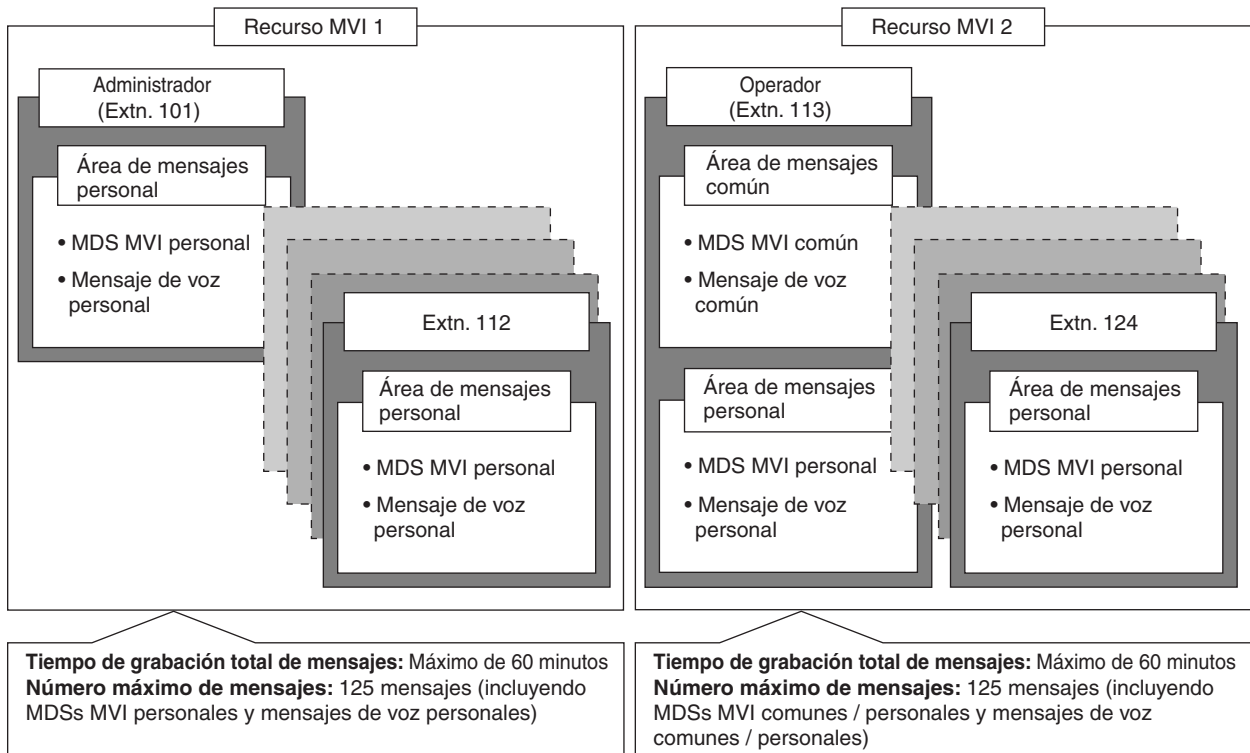 Recurso MVI 1
Administrador
(Extn. 101)
Área de mensajes
personal
• MDS MVI personal
• Mensaje de voz
personal
Extn. 112
Área de mensajes
personal
• MDS MVI personal
• Mensaje de voz
personal
Tiempo de grabación total de mensajes: Máximo de 60 minutos
Número máximo de mensajes: 125 mensajes (incluyendo
MDSs MVI personales y mensajes de voz personales)
Recurso MVI 2
Operador
(Extn. 113)
Área de mensajes
común
• MDS MVI común
• Mensaje de voz
común
Área de mensajes
personal
• MDS MVI personal
• Mensaje de voz
personal
Extn. 124
Área de mensajes
personal
• MDS MVI personal
• Mensaje de voz
personal
Tiempo de grabación total de mensajes: Máximo de 60 minutos
Número máximo de mensajes: 125 mensajes (incluyendo
MDSs MVI comunes / personales y mensajes de voz
comunes / personales)